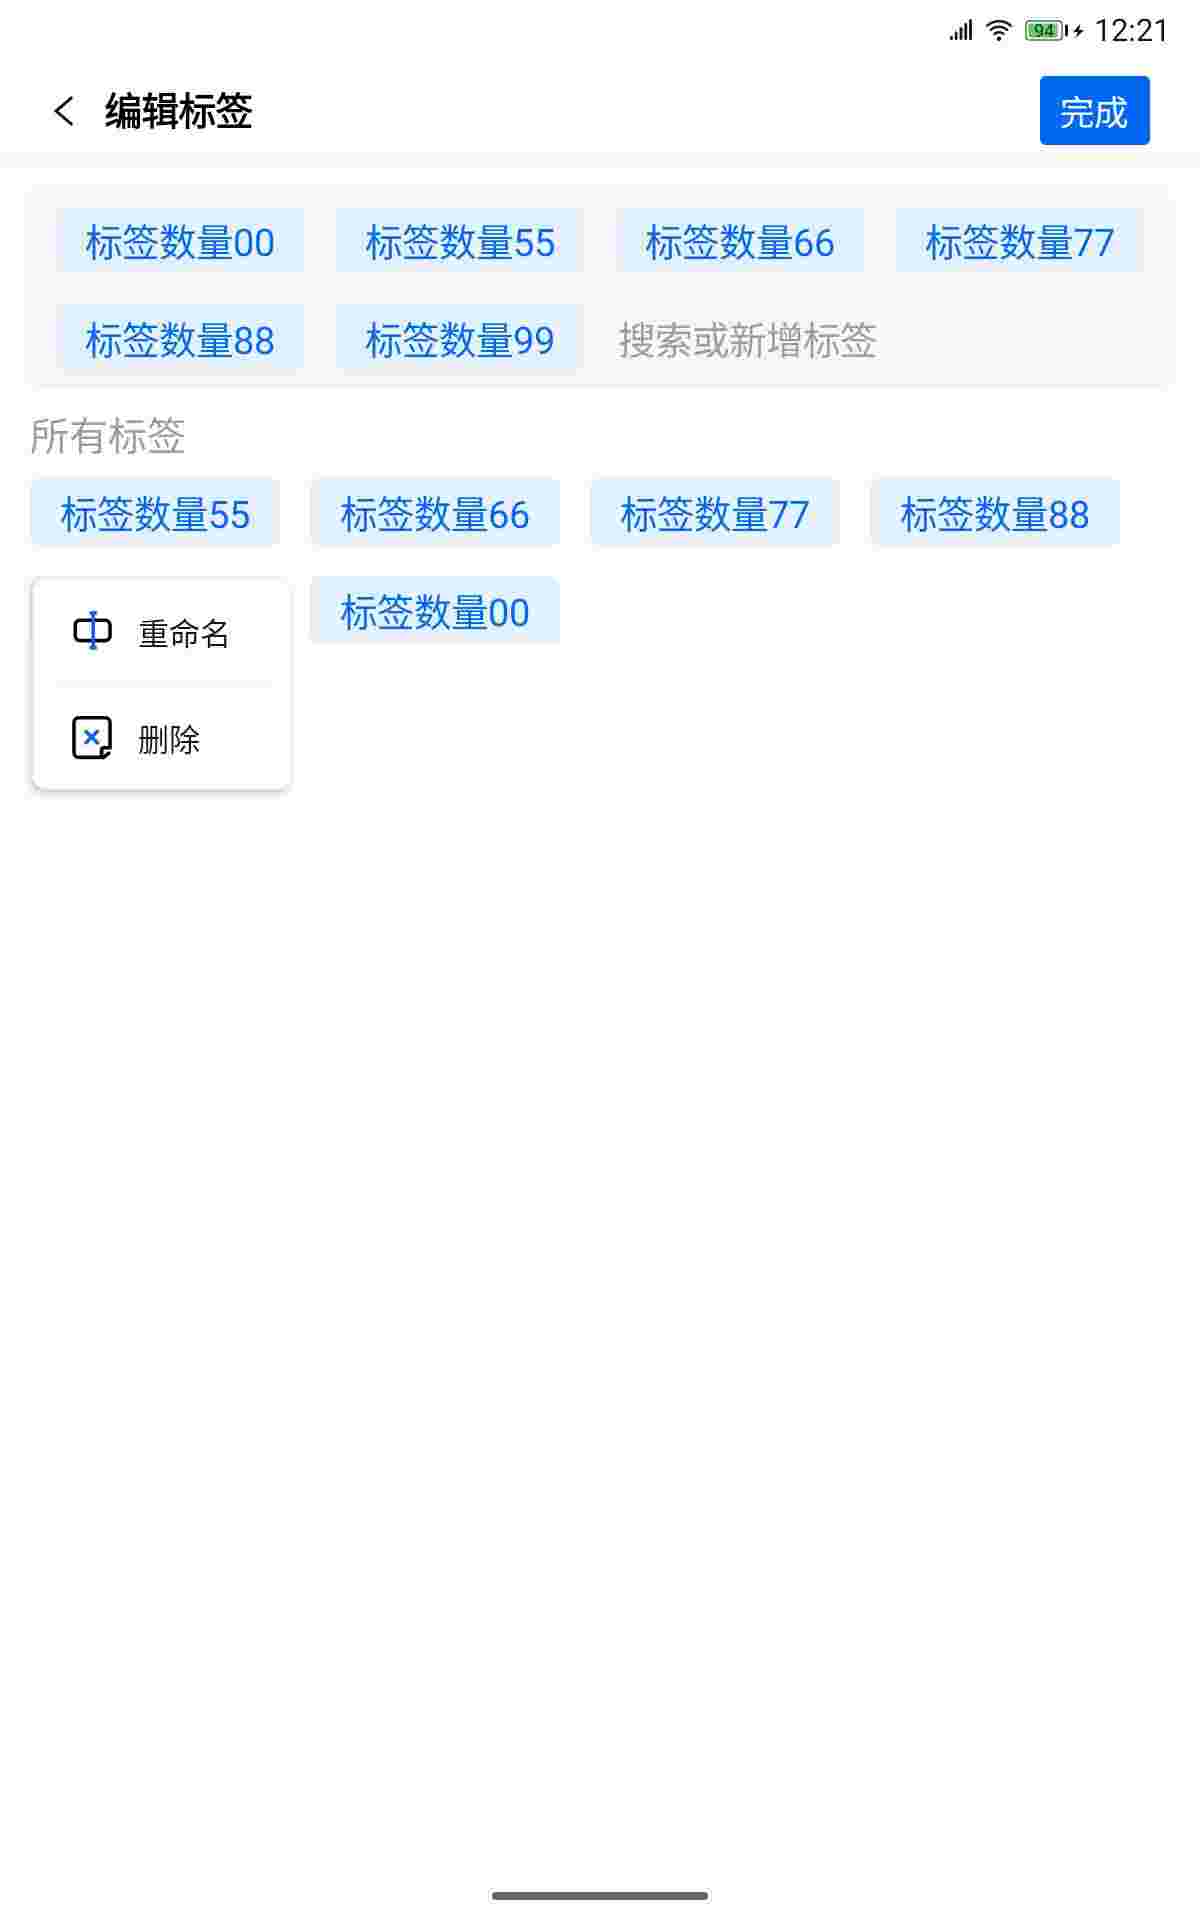 94 12:21
编辑标签 完成
标签数量00 标签数量55 标签数量66 标签数量77
标签数量88 标签数量99 搜索或新增标签
所有标签
标签数量55 标签数量66 标签数量77 标签数量88
重命名 标签数量00
删除